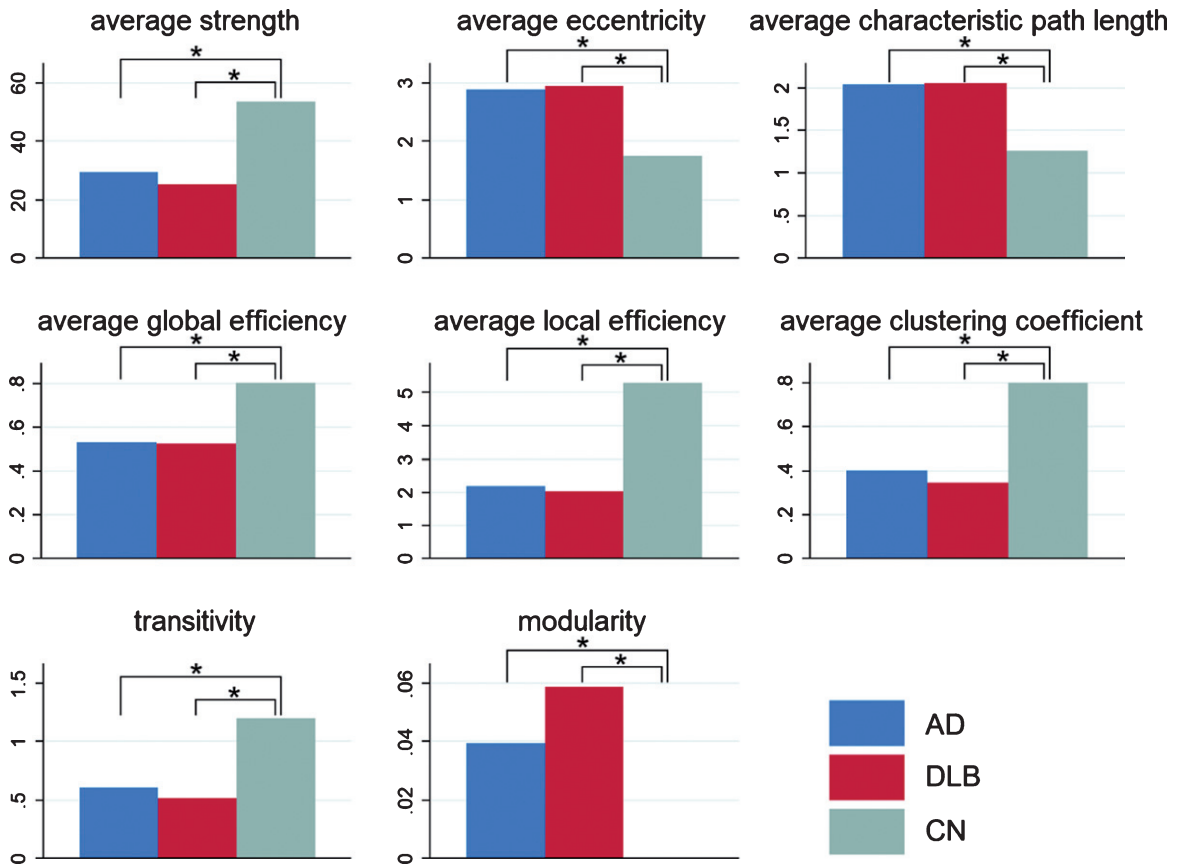 average strength
average eccentricity
average characteristic path length
* * *
* * *
60
40
20
0
3
2
1
0
2
1.5
1
.5
0
average global efficiency
average local efficiency
average clustering coefficient
* * *
* * *
.8
.6
.4
.2
0
5
4
3
2
1
0
.8
.6
.4
.2
0
transitivity
modularity
* *
* *
1.5
1
.5
0
.06
.04
.02
0
AD
DLB
CN